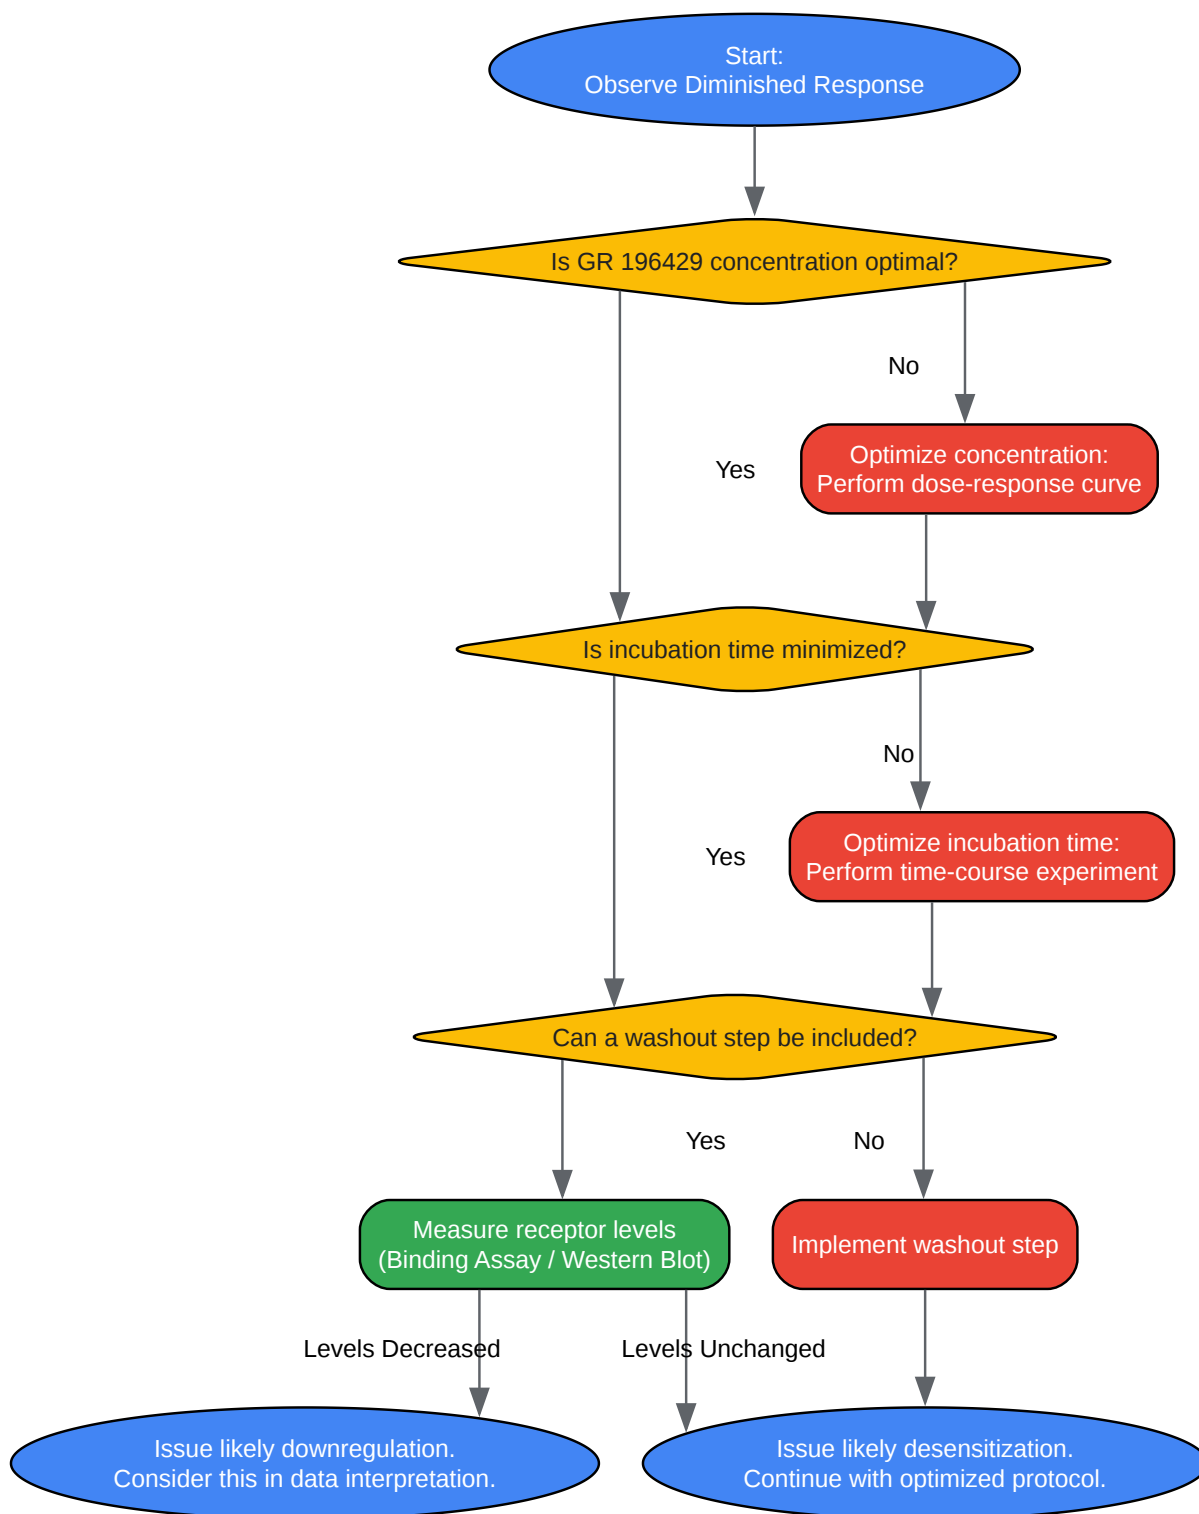 Start:
Observe Diminished Response
Is GR 196429 concentration optimal?
No
Yes
Optimize concentration:
Perform dose-response curve
Is incubation time minimized?
No
Yes
Optimize incubation time:
Perform time-course experiment
Can a washout step be included?
Yes
No
Measure receptor levels
(Binding Assay / Western Blot)
Implement washout step
Levels Decreased
Levels Unchanged
Issue likely downregulation.
Consider this in data interpretation.
Issue likely desensitization.
Continue with optimized protocol.